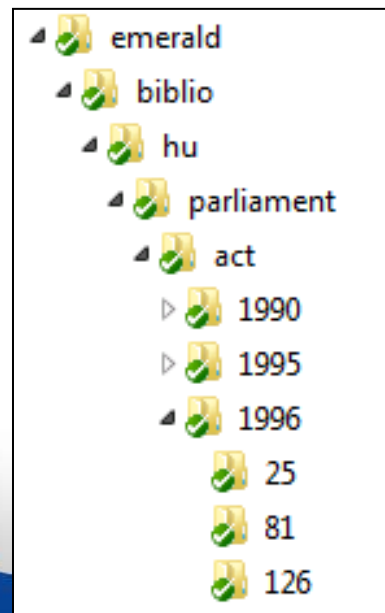 emerald
biblio
hu
parliament
act
1990
1995
1996
25
81
126